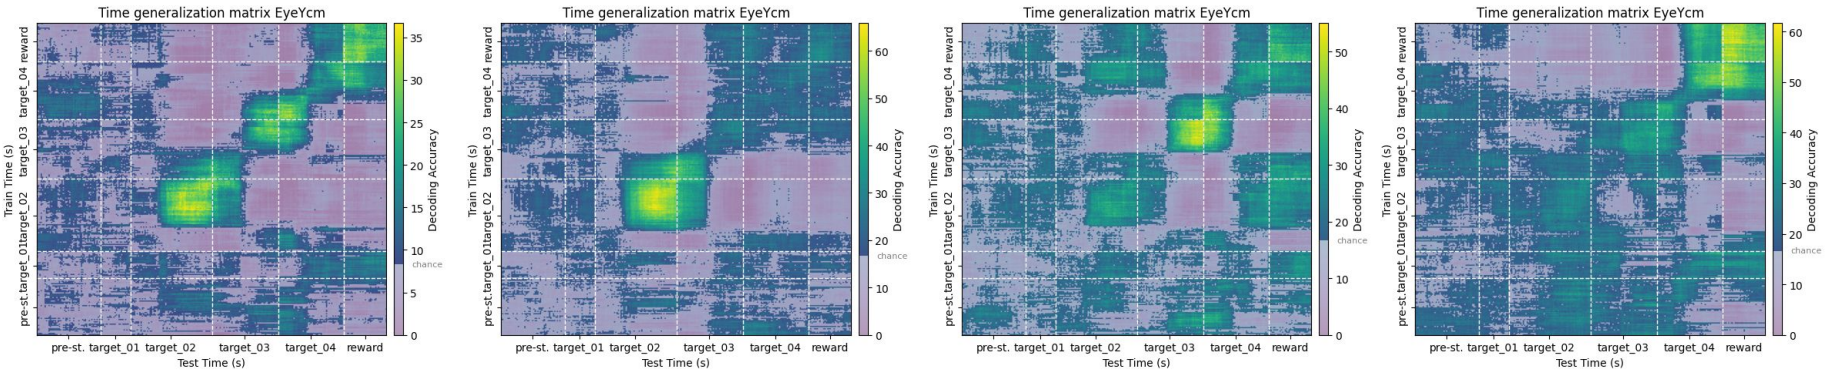 Time generalization matrix EyeYcm
Train Time (s)
reward
target_04
target_03
target_02
target_01
pre-st.
pre-st. target_01 target_02 target_03 target_04 reward
Test Time (s)
35
30
25
20
15
10
5
0
chance
Decoding Accuracy
Time generalization matrix EyeYcm
Train Time (s)
reward
target_04
target_03
target_02
target_01
pre-st.
pre-st. target_01 target_02 target_03 target_04 reward
Test Time (s)
60
50
40
30
20
10
0
chance
Decoding Accuracy
Time generalization matrix EyeYcm
Train Time (s)
reward
target_04
target_03
target_02
target_01
pre-st.
pre-st. target_01 target_02 target_03 target_04 reward
Test Time (s)
50
40
30
20
10
0
chance
Decoding Accuracy
Time generalization matrix EyeYcm
Train Time (s)
reward
target_04
target_03
target_02
target_01
pre-st.
pre-st. target_01 target_02 target_03 target_04 reward
Test Time (s)
60
50
40
30
20
10
0
chance
Decoding Accuracy